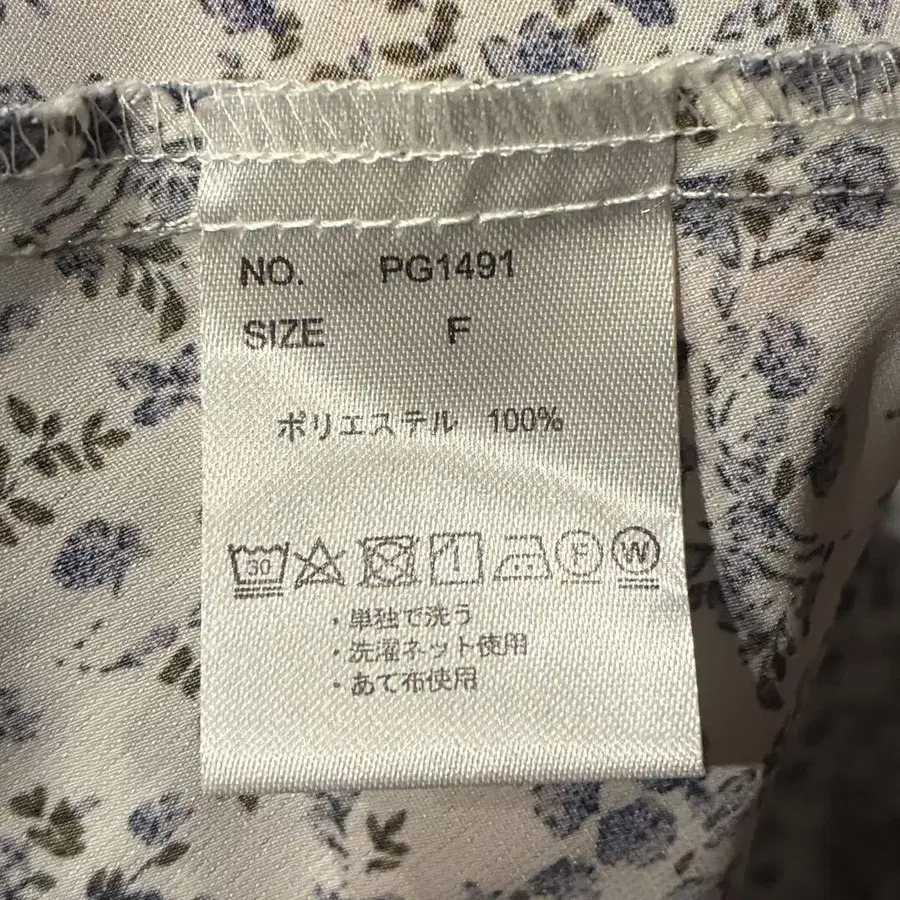 NO. PG1491
SIZE F
ポリエステル 100%
30 F W
・単独で洗う
・洗濯ネット使用
・あて布使用